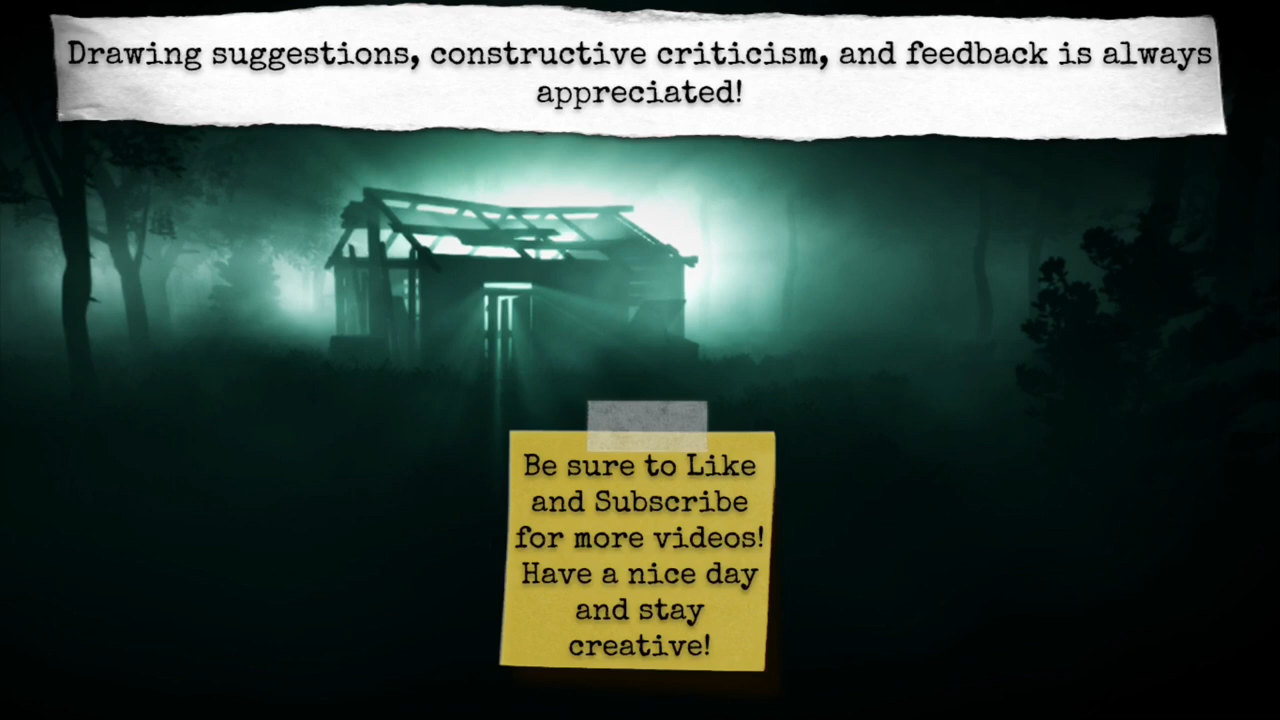 Drawing suggestions, constructive criticism, and feedback is always
appreciated!
Be sure to Like
and Subscribe
for more videos!
Have a nice day
and stay
creative!